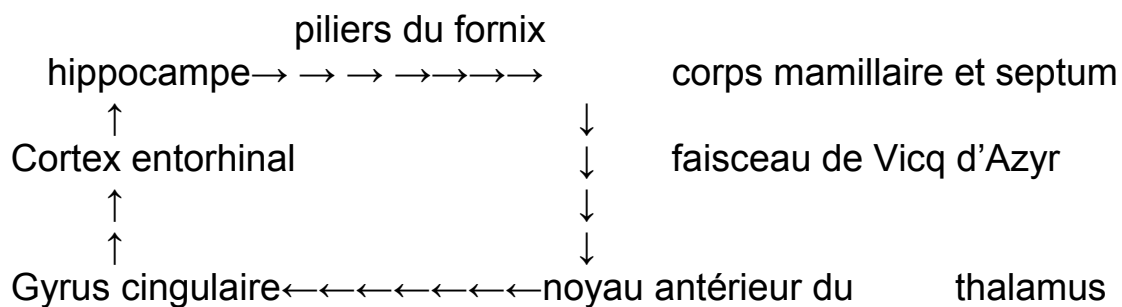 piliers du fornix
hippocampe→ → → →→→→ corps mamillaire et septum
↑ ↓
Cortex entorhinal ↓ faisceau de Vicq d’Azyr
↑ ↓
↑ ↓
Gyrus cingulaire←←←←←←←noyau antérieur du thalamus